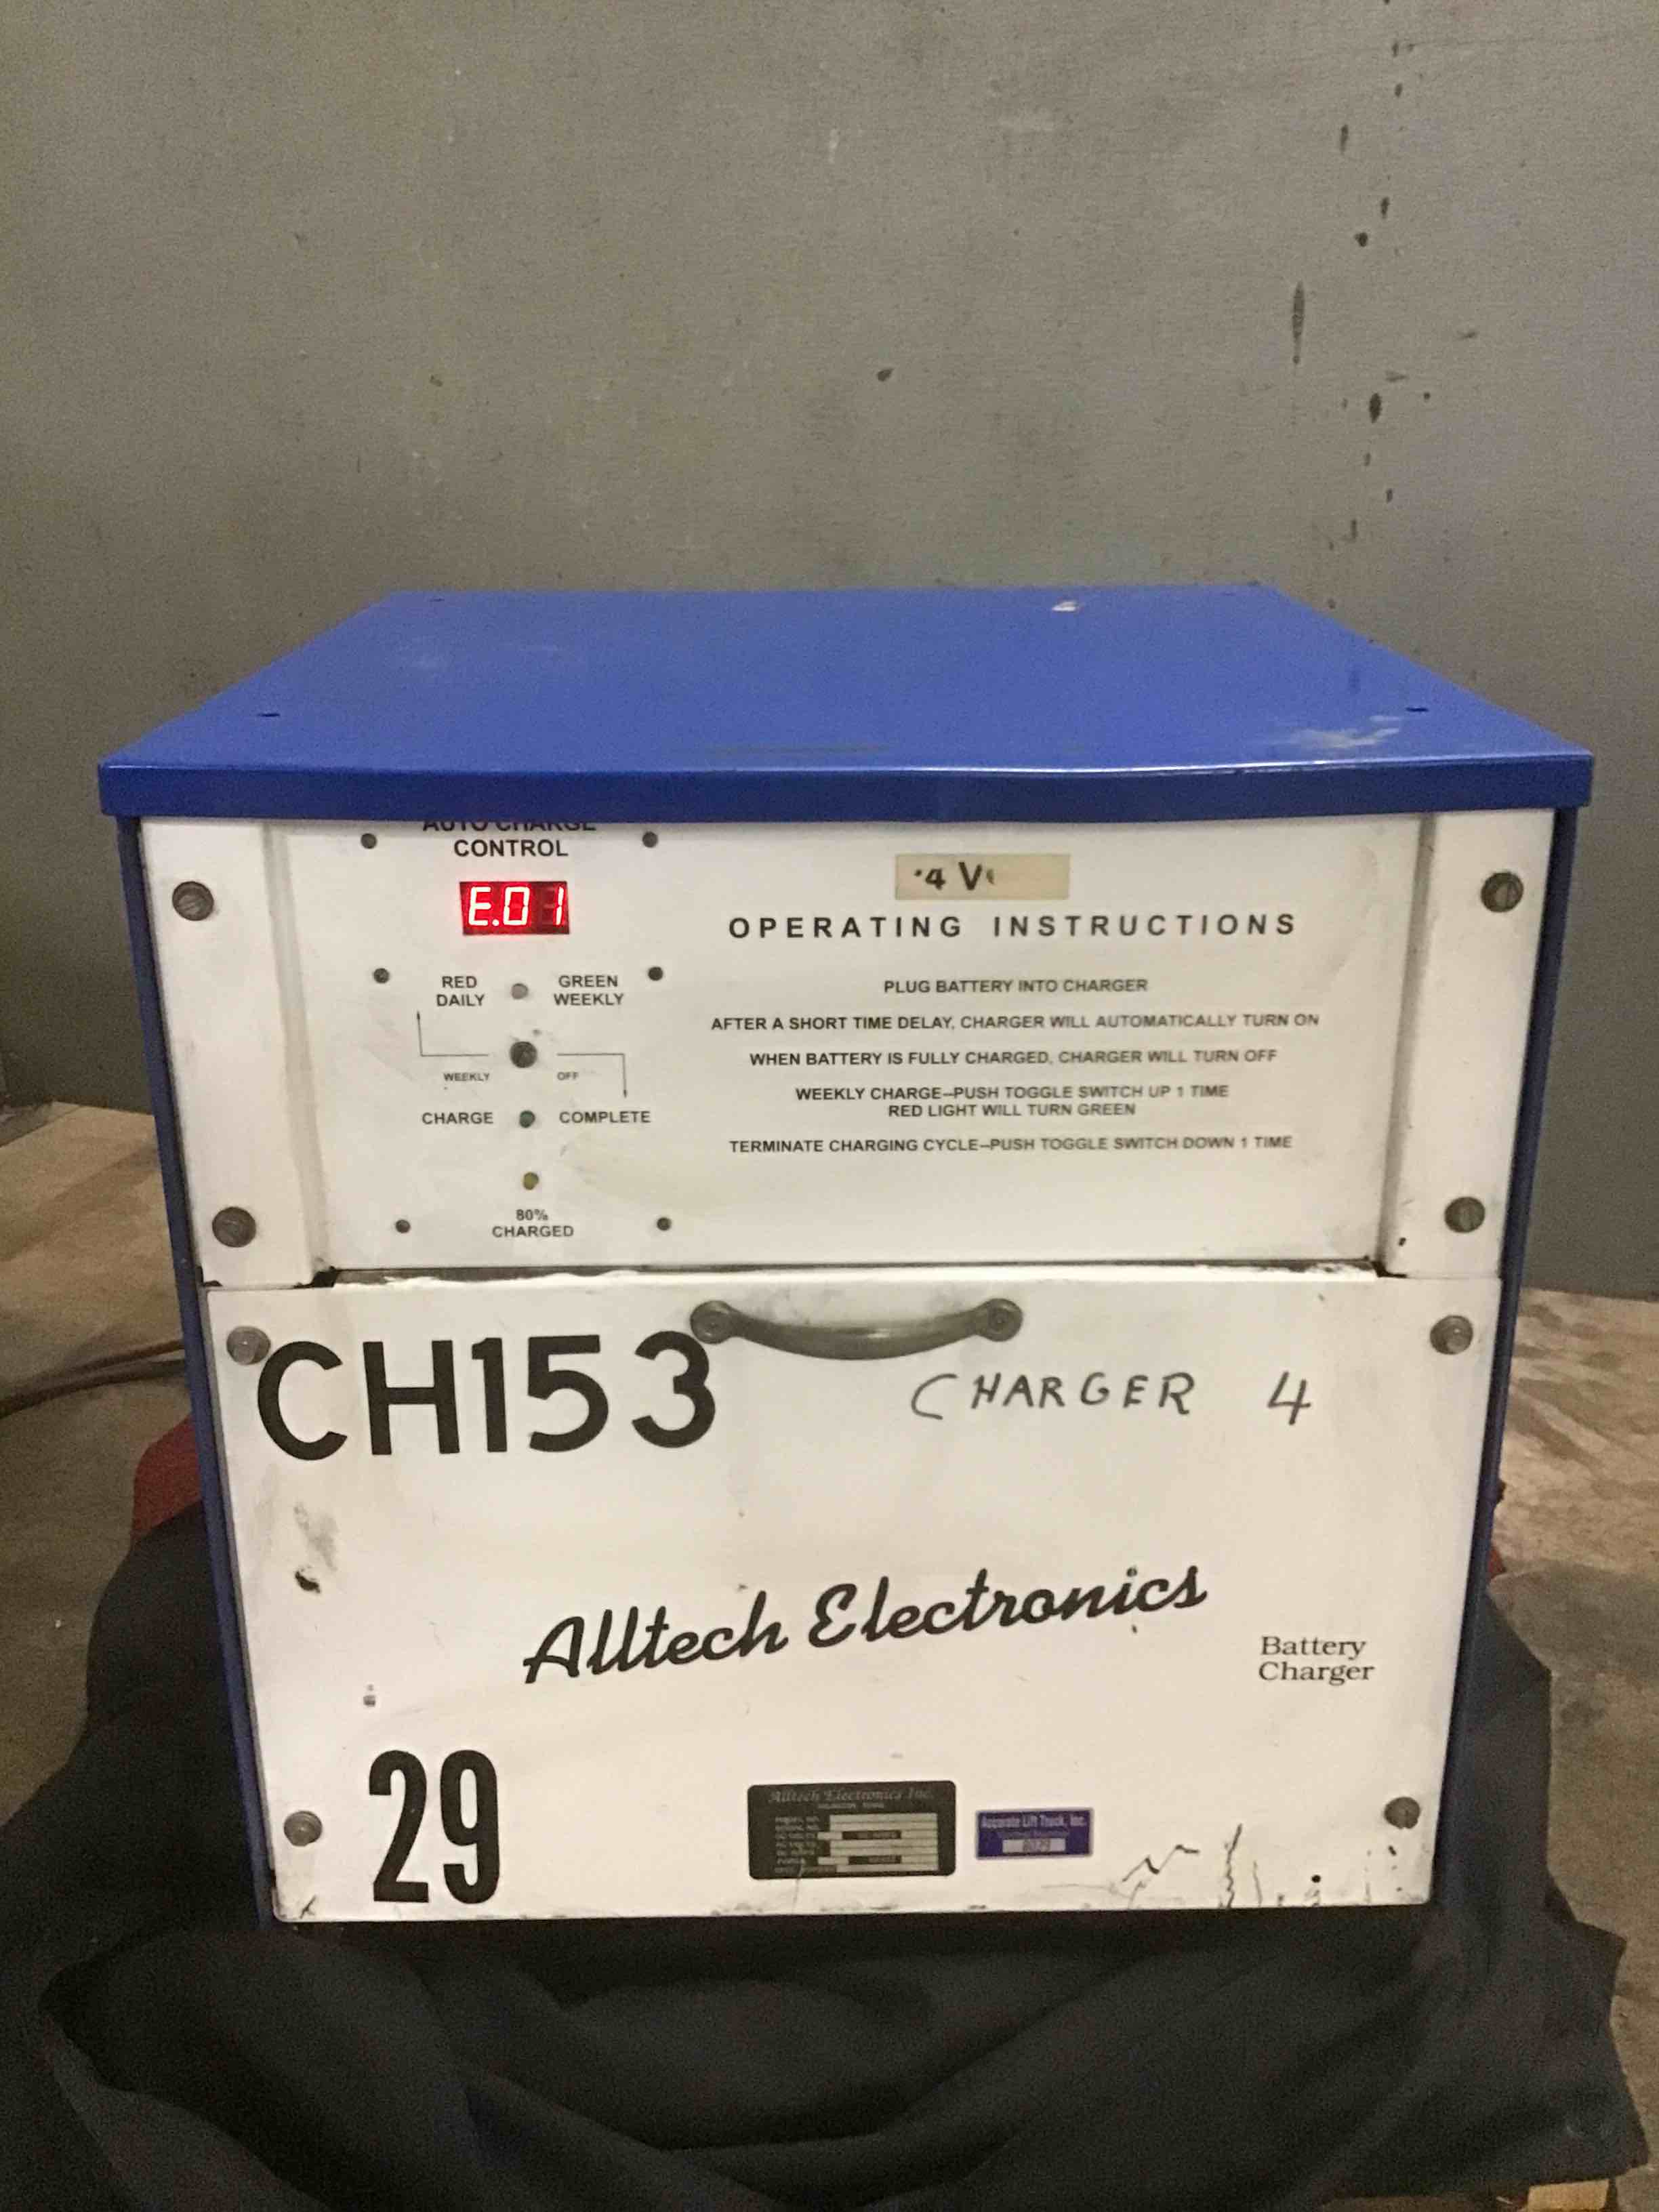 AUTO CHARGE
CONTROL
E.01
4 V
OPERATING INSTRUCTIONS
RED DAILY
GREEN WEEKLY
WEEKLY
OFF
CHARGE
COMPLETE
80%
CHARGED
PLUG BATTERY INTO CHARGER
AFTER A SHORT TIME DELAY, CHARGER WILL AUTOMATICALLY TURN ON
WHEN BATTERY IS FULLY CHARGED, CHARGER WILL TURN OFF
WEEKLY CHARGE–PUSH TOGGLE SWITCH UP 1 TIME
RED LIGHT WILL TURN GREEN
TERMINATE CHARGING CYCLE–PUSH TOGGLE SWITCH DOWN 1 TIME
CH153
CHARGER 4
Alltech Electronics
Battery
Charger
29
Alltech Electronics Inc.
Accurate Lift Truck, Inc.